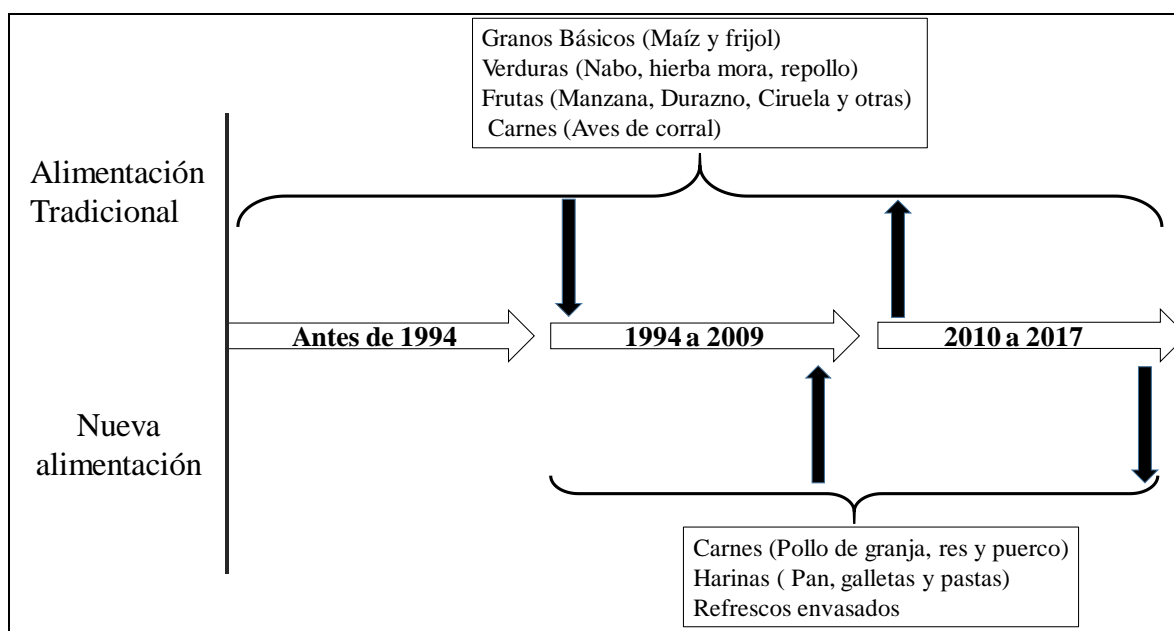 Granos Básicos (Maíz y frijol)
Verduras (Nabo, hierba mora, repollo)
Frutas (Manzana, Durazno, Ciruela y otras)
Carnes (Aves de corral)
Alimentación
Tradicional
Antes de 1994
1994 a 2009
2010 a 2017
Nueva
alimentación
Carnes (Pollo de granja, res y puerco)
Harinas ( Pan, galletas y pastas)
Refrescos envasados